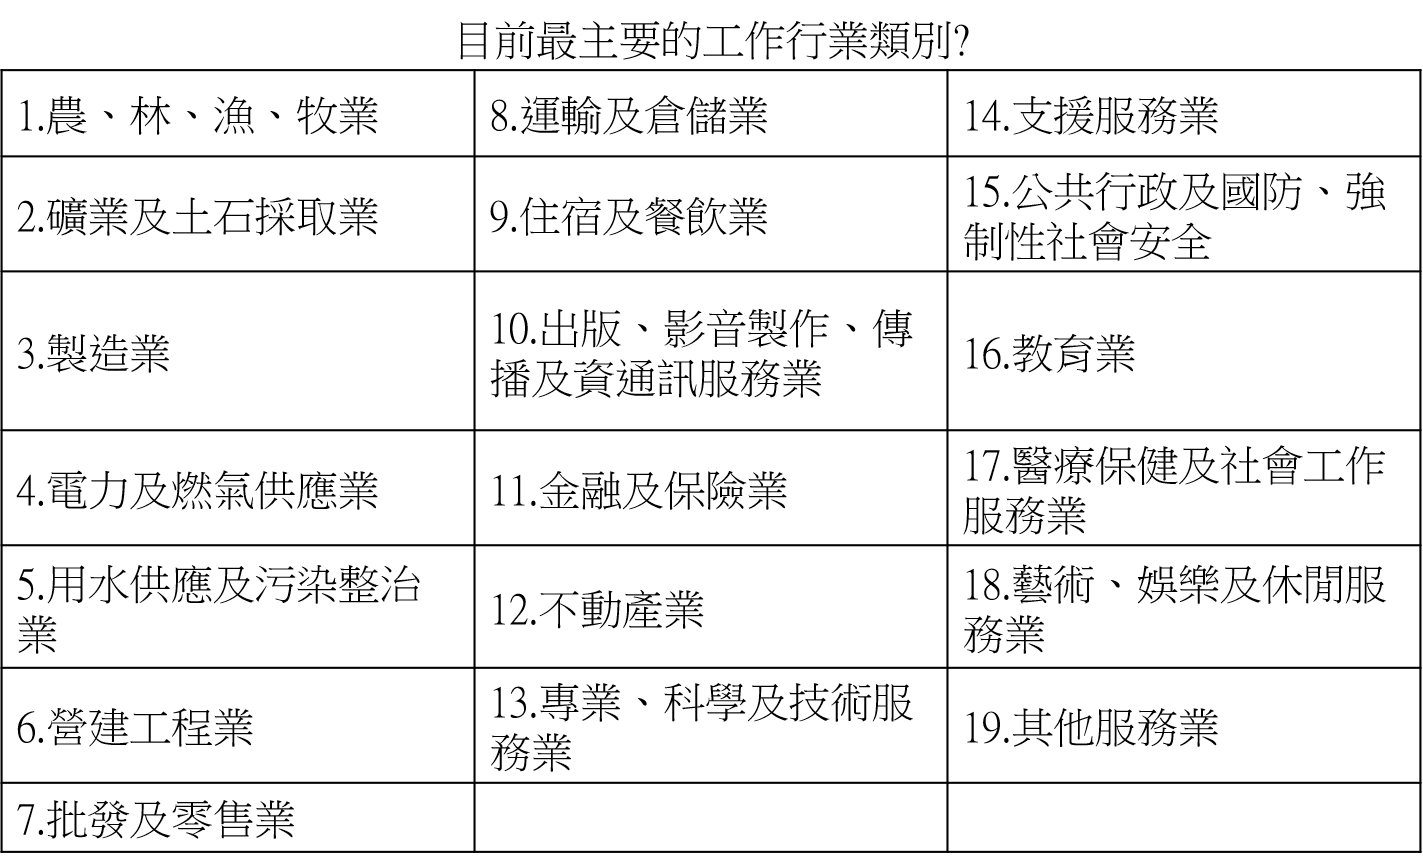 目前最主要的工作行業類別?
1.農、林、漁、牧業
8.運輸及倉儲業
14.支援服務業
2.礦業及土石採取業
9.住宿及餐飲業
15.公共行政及國防、強
制性社會安全
3.製造業
10.出版、影音製作、傳
播及資通訊服務業
16.教育業
4.電力及燃氣供應業
11.金融及保險業
17.醫療保健及社會工作
服務業
5.用水供應及污染整治
業
12.不動產業
18.藝術、娛樂及休閒服
務業
6.營建工程業
13.專業、科學及技術服
務業
19.其他服務業
7.批發及零售業